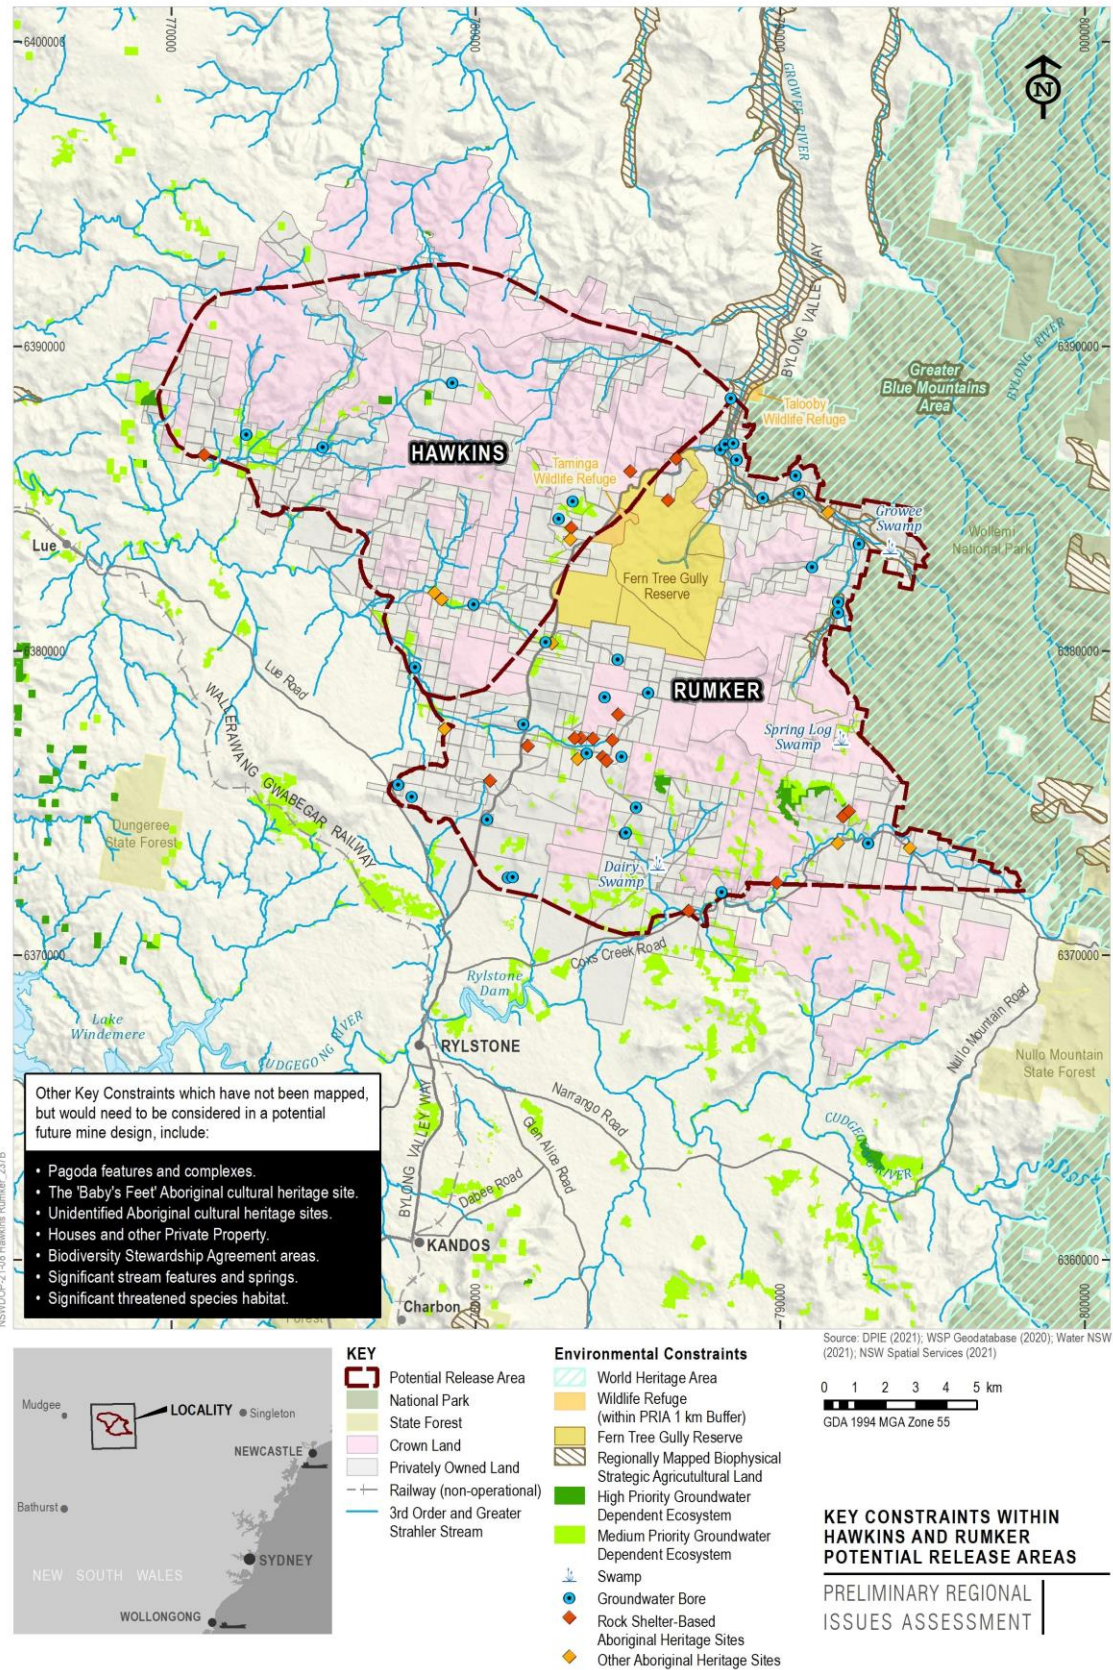 770000
780000
790000
800000
6400000
N
GROWEE RIVER
BYLONG VALLEY WAY
6390000
6390000
BYLONG RIVER
Greater
Blue Mountains
Area
Talooby
Wildlife Refuge
HAWKINS
Taminga
Wildlife Refuge
Growee
Swamp
Wollemi
National Park
Lue
Fern Tree Gully
Reserve
6380000
6380000
Lue Road
RUMKER
WALLERAWANG GWABEGAR RAILWAY
Spring Log
Swamp
Dungeree
State Forest
Dairy
Swamp
6370000
6370000
Coxs Creek Road
Rylstone
Dam
Lake
Windemere
CUDGEGONG RIVER
RYLSTONE
Nullo Mountain Road
Nullo Mountain
State Forest
Narrango Road
Glen Alice Road
CUDGEGONG RIVER
BYLONG VALLEY WAY
Dabee Road
KANDOS
6360000
Charbon
Forest
790000
800000
Other Key Constraints which have not been mapped,
but would need to be considered in a potential
future mine design, include:
• Pagoda features and complexes.
• The 'Baby's Feet' Aboriginal cultural heritage site.
• Unidentified Aboriginal cultural heritage sites.
• Houses and other Private Property.
• Biodiversity Stewardship Agreement areas.
• Significant stream features and springs.
• Significant threatened species habitat.
Source: DPIE (2021); WSP Geodatabase (2020); Water NSW
(2021); NSW Spatial Services (2021)
0 1 2 3 4 5 km
GDA 1994 MGA Zone 55
Mudgee
LOCALITY
Singleton
NEWCASTLE
Bathurst
SYDNEY
NEW SOUTH WALES
WOLLONGONG
KEY
Potential Release Area
National Park
State Forest
Crown Land
Privately Owned Land
Railway (non-operational)
3rd Order and Greater
Strahler Stream
Environmental Constraints
World Heritage Area
Wildlife Refuge
(within PRIA 1 km Buffer)
Fern Tree Gully Reserve
Regionally Mapped Biophysical
Strategic Agricutultural Land
High Priority Groundwater
Dependent Ecosystem
Medium Priority Groundwater
Dependent Ecosystem
Swamp
Groundwater Bore
Rock Shelter-Based
Aboriginal Heritage Sites
Other Aboriginal Heritage Sites
KEY CONSTRAINTS WITHIN
HAWKINS AND RUMKER
POTENTIAL RELEASE AREAS
PRELIMINARY REGIONAL
ISSUES ASSESSMENT